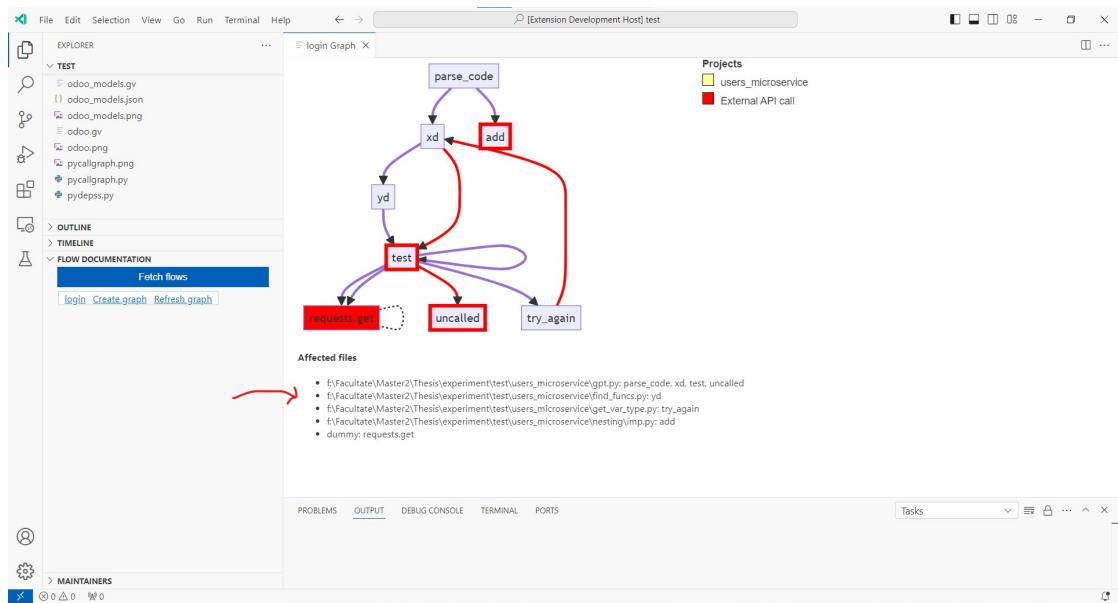 File Edit Selection View Go Run Terminal Help
[Extension Development Host] test
EXPLORER
TEST
odoo_models.gv
odoo_models.json
odoo_models.png
odoo.gv
odoo.png
pycallgraph.png
pycallgraph.py
pydepss.py
OUTLINE
TIMELINE
FLOW DOCUMENTATION
Fetch flows
login Create graph Refresh graph
MAINTAINERS
0 0 0
login Graph
parse_code
xd
add
yd
test
requests.get
uncalled
try_again
Projects
users_microservice
External API call
Affected files
f:\Facultate\Master2\Thesis\experiment\test\users_microservice\gpt.py: parse_code, xd, test, uncalled
f:\Facultate\Master2\Thesis\experiment\test\users_microservice\find_funcs.py: yd
f:\Facultate\Master2\Thesis\experiment\test\users_microservice\get_var_type.py: try_again
f:\Facultate\Master2\Thesis\experiment\test\users_microservice\nesting\imp.py: add
dummy: requests.get
PROBLEMS OUTPUT DEBUG CONSOLE TERMINAL PORTS
Tasks